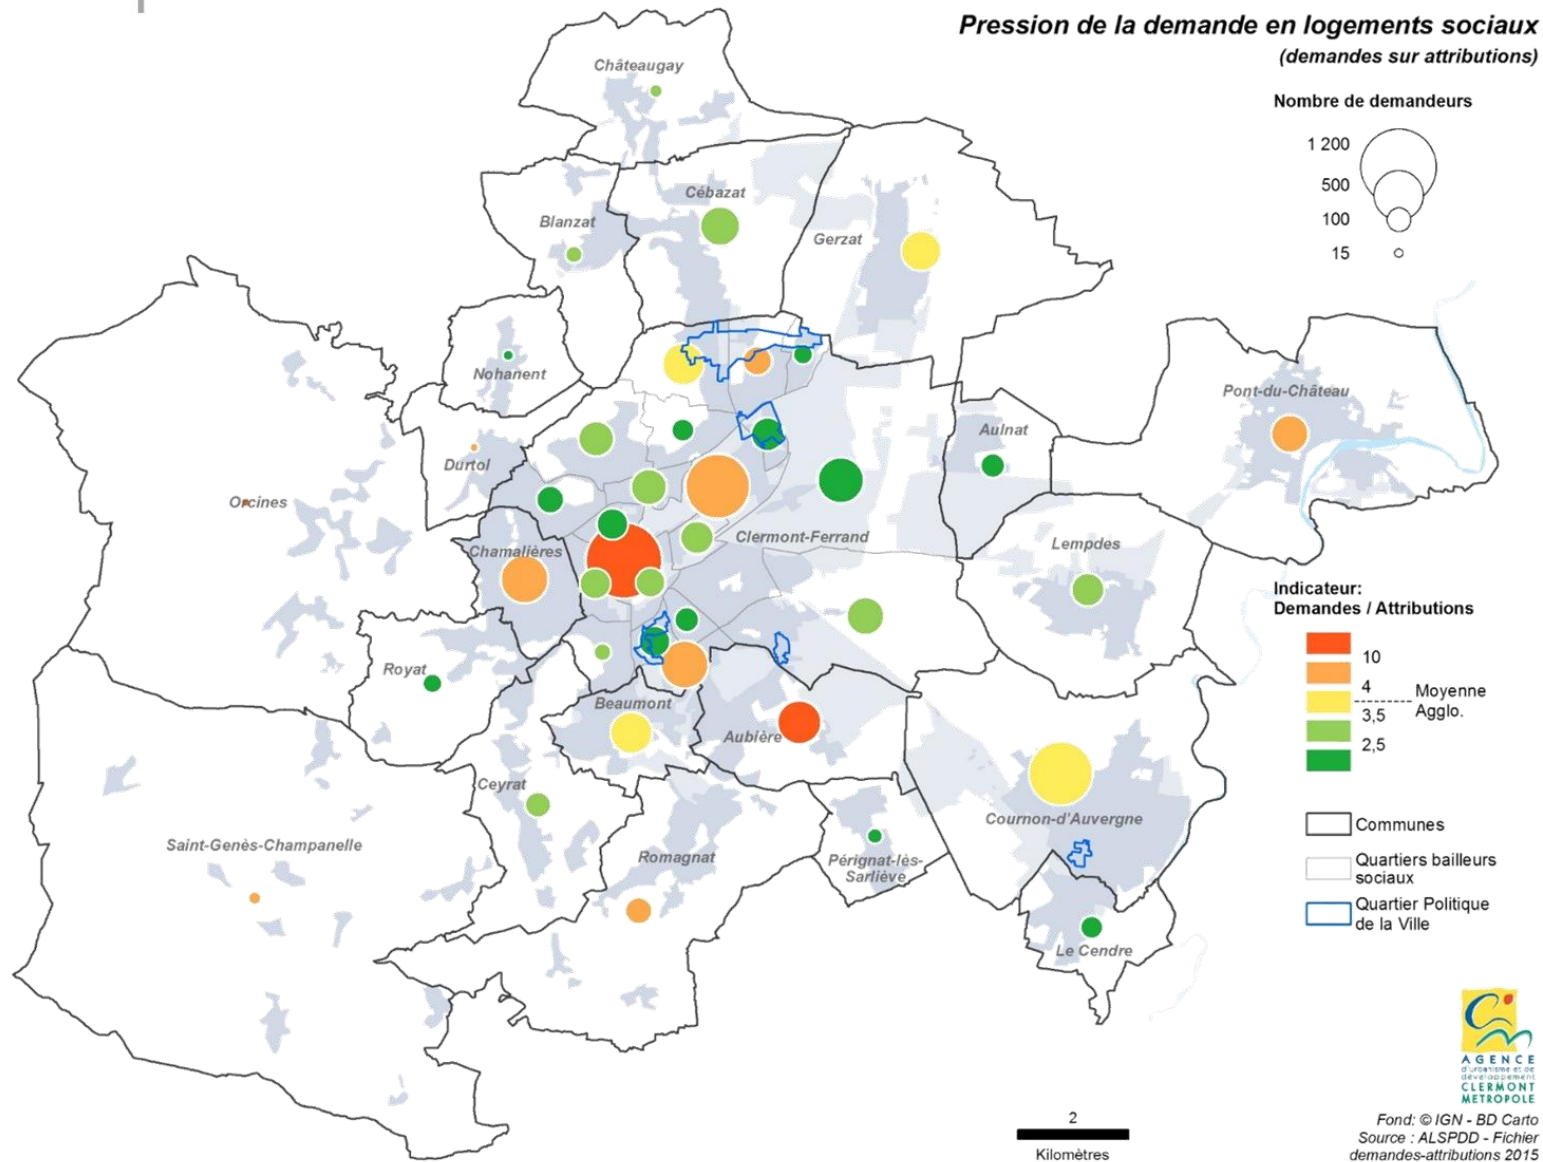 Pression de la demande en logements sociaux
(demandes sur attributions)
Nombre de demandeurs
1 200
500
100
15
Châteaugay
Cébazat
Blanzat
Gerzat
Nohanent
Pont-du-Château
Aulnat
Durtol
Orcines
Clermont-Ferrand
Lempdes
Chamalières
Royat
Beaumont
Aubière
Ceyrat
Cournon-d'Auvergne
Saint-Genès-Champanelle
Romagnat
Pérignat-lès-
Sarliève
Le Cendre
Indicateur:
Demandes / Attributions
10
4
Moyenne
Agglo.
3,5
2,5
Communes
Quartiers bailleurs
sociaux
Quartier Politique
de la Ville
AGENCE
d'urbanisme et de
développement
CLERMONT
METROPOLE
2
Kilomètres
Fond: © IGN - BD Carto
Source : ALSPDD - Fichier
demandes-attributions 2015